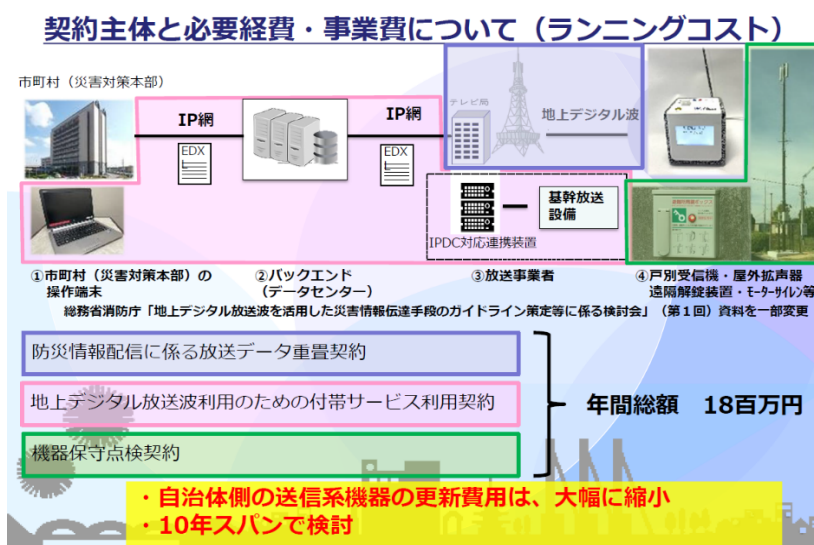 契約主体と必要経費・事業費について（ランニングコスト）
市町村（災害対策本部）
IP網
IP網
EDX
EDX
テレビ局
地上デジタル波
IPDC対応連携装置
基幹放送
設備
①市町村（災害対策本部）の
操作端末
②バックエンド
（データセンター）
③放送事業者
④戸別受信機・屋外拡声器
遠隔解錠装置・モーターサイレン等
総務省消防庁「地上デジタル放送波を活用した災害情報伝達手段のガイドライン策定等に係る検討会」（第１回）資料を一部変更
防災情報配信に係る放送データ重畳契約
地上デジタル放送波利用のための付帯サービス利用契約
機器保守点検契約
年間総額　18百万円
・自治体側の送信系機器の更新費用は、大幅に縮小
・10年スパンで検討